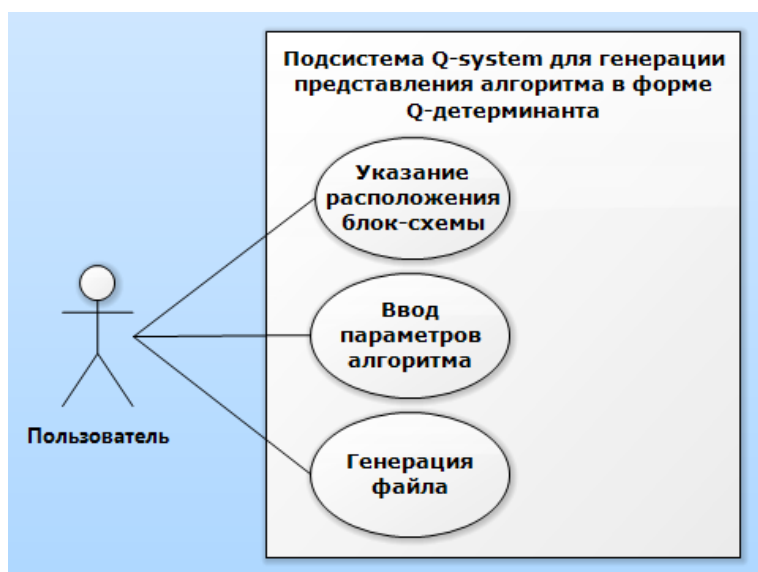 Подсистема Q-system для генерации
представления алгоритма в форме
Q-детерминанта
Указание
расположения
блок-схемы
Ввод
параметров
алгоритма
Генерация
файла
Пользователь